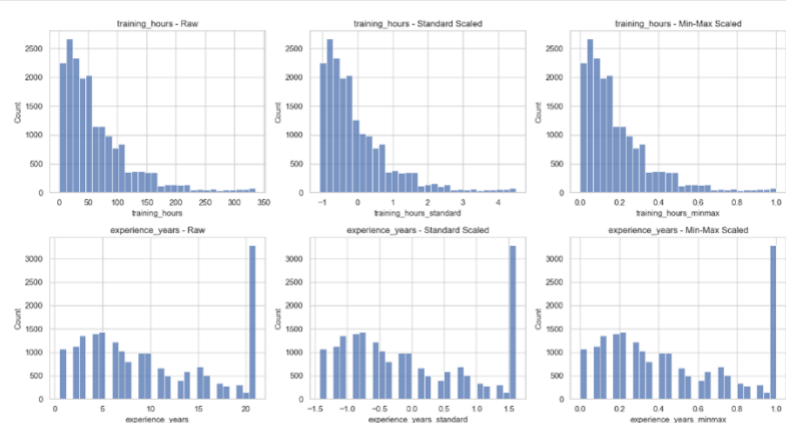 training_hours - Raw
2500
2000
1500
1000
500
0
Count
0 50 100 150 200 250 300 350
training_hours
training_hours - Standard Scaled
2500
2000
1500
1000
500
0
Count
−1 0 1 2 3 4
training_hours_standard
training_hours - Min-Max Scaled
2500
2000
1500
1000
500
0
Count
0.0 0.2 0.4 0.6 0.8 1.0
training_hours_minmax
experience_years - Raw
3000
2500
2000
1500
1000
500
0
Count
0 5 10 15 20
experience_years
experience_years - Standard Scaled
3000
2500
2000
1500
1000
500
0
Count
−1.5 −1.0 −0.5 0.0 0.5 1.0 1.5
experience_years_standard
experience_years - Min-Max Scaled
3000
2500
2000
1500
1000
500
0
Count
0.0 0.2 0.4 0.6 0.8 1.0
experience_years_minmax